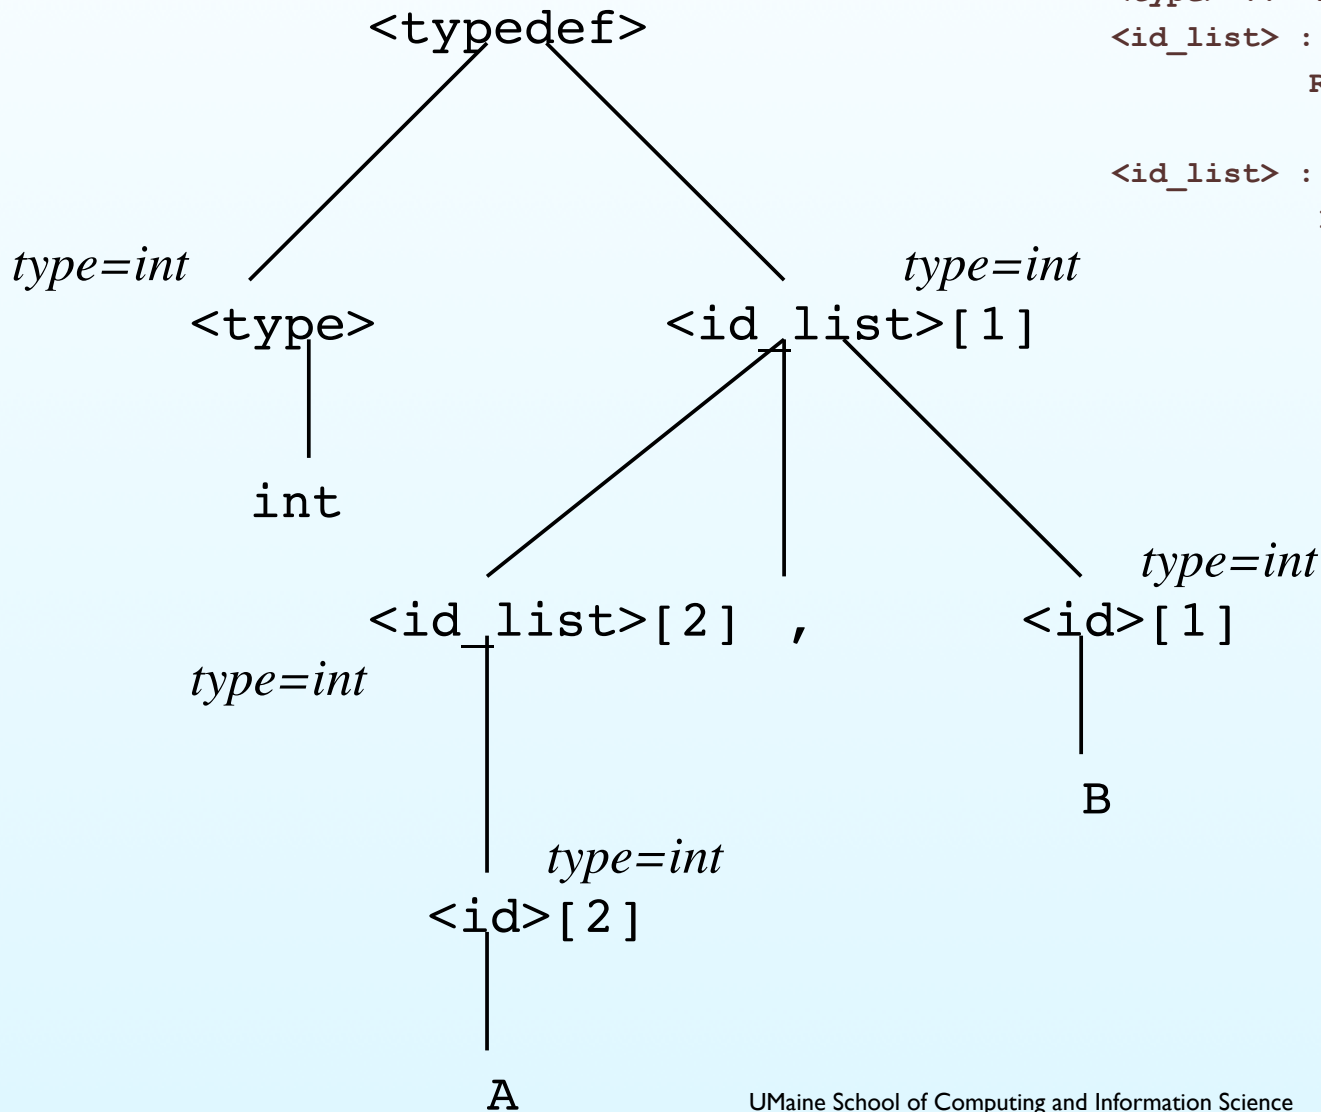 <typedef>
<type>
<id_list> :
R
<id_list> :
type=int
type=int
<type>
<id_list>[1]
int
type=int
<id_list>[2] ,
<id>[1]
type=int
B
type=int
<id>[2]
A
UMaine School of Computing and Information Science